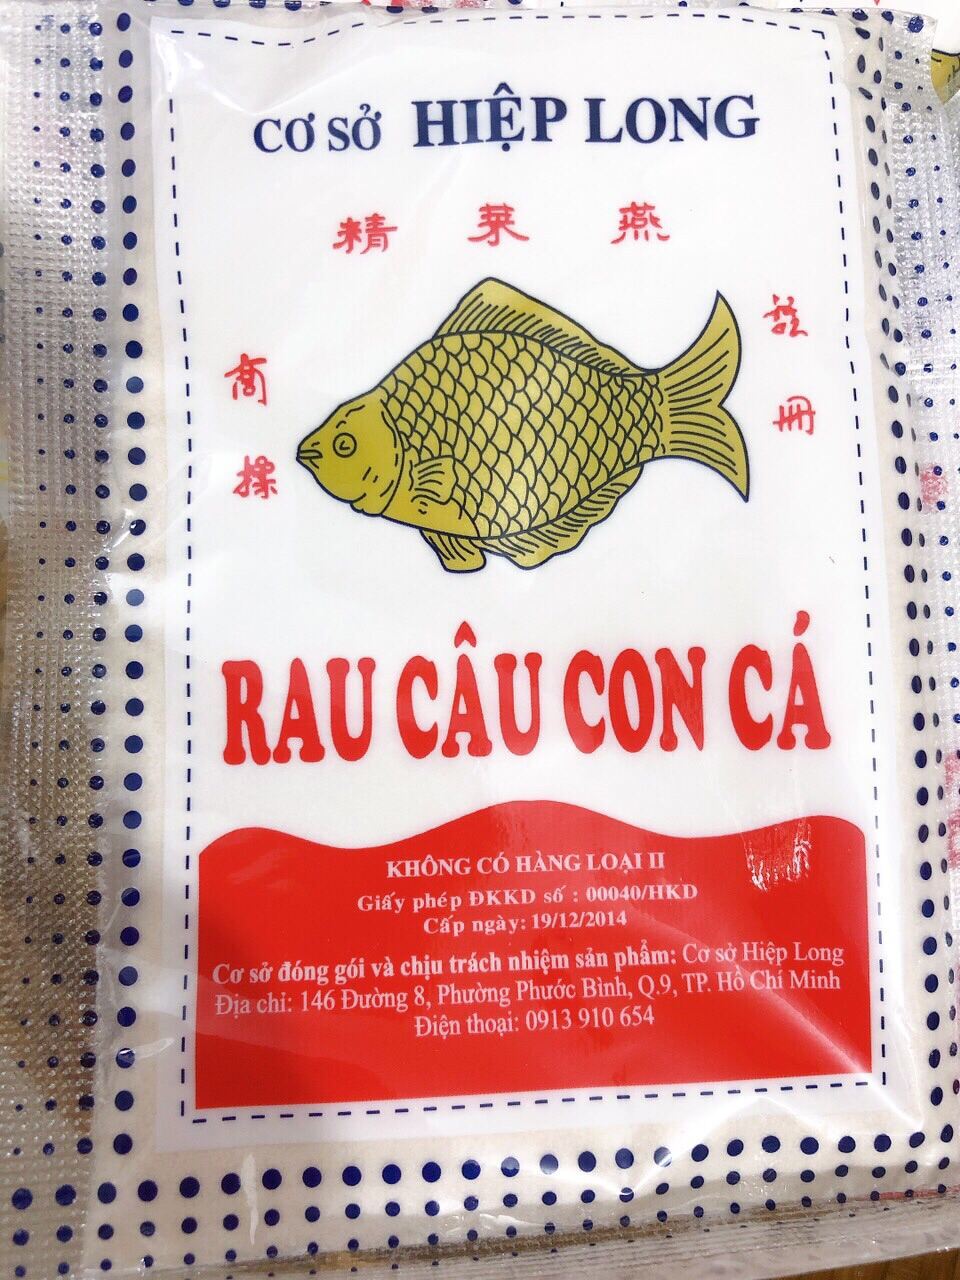 CƠ SỞ HIỆP LONG
精 菜 燕
商
標
註
冊
RAU CÂU CON CÁ
KHÔNG CÓ HÀNG LOẠI II
Giấy phép ĐKKD số : 00040/HKD
Cấp ngày: 19/12/2014
Cơ sở đóng gói và chịu trách nhiệm sản phẩm: Cơ sở Hiệp Long
Địa chỉ: 146 Đường 8, Phường Phước Bình, Q.9, TP. Hồ Chí Minh
Điện thoại: 0913 910 654